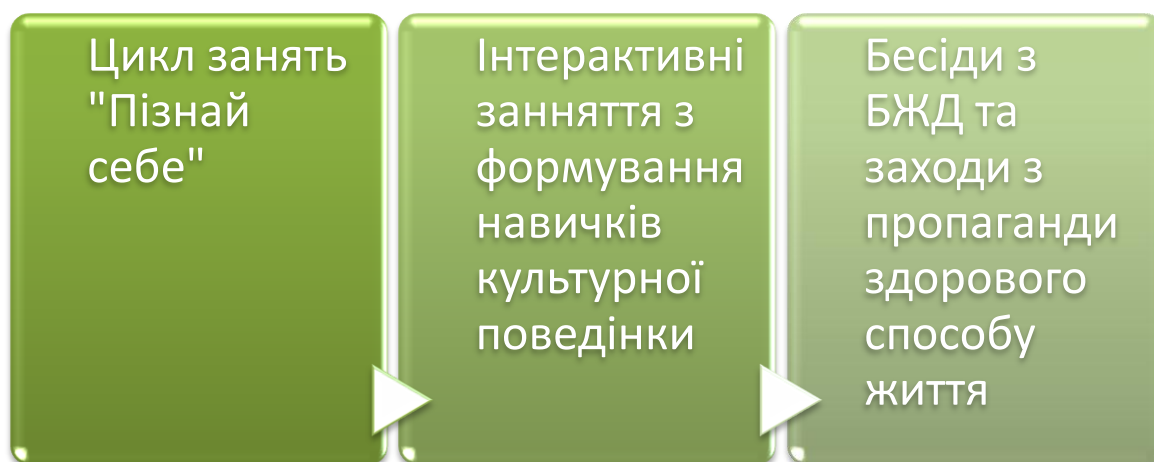 Цикл занять
"Пізнай
себе"
Інтерактивні
занняття з
формування
навичків
культурної
поведінки
Бесіди з
БЖД та
заходи з
пропаганди
здорового
способу
життя